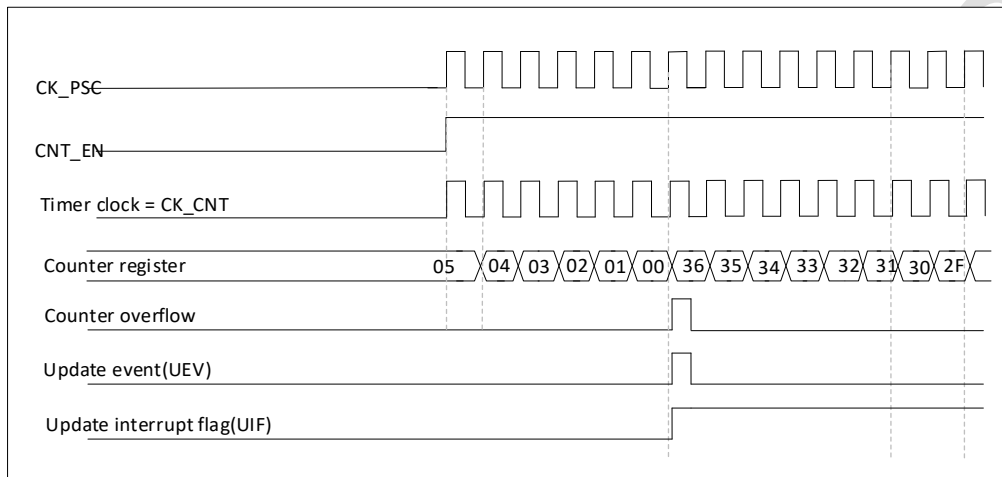 CK_PSC
CNT_EN
Timer clock = CK_CNT
Counter register 05 04 03 02 01 00 36 35 34 33 32 31 30 2F
Counter overflow
Update event(UEV)
Update interrupt flag(UIF)